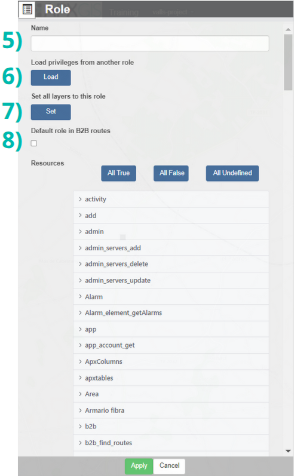 Role
Name
5)
Load privileges from another role
6) Load
Set all layers to this role
7) Set
Default role in B2B routes
8)
Resources
All True All False All Undefined
> activity
> add
> admin
> admin_servers_add
> admin_servers_delete
> admin_servers_update
> Alarm
> Alarm_element_getAlarms
> app
> app_account_get
> ApxColumns
> apxtables
> Area
> Armario fibra
> b2b
> b2b_find_routes
Apply Cancel